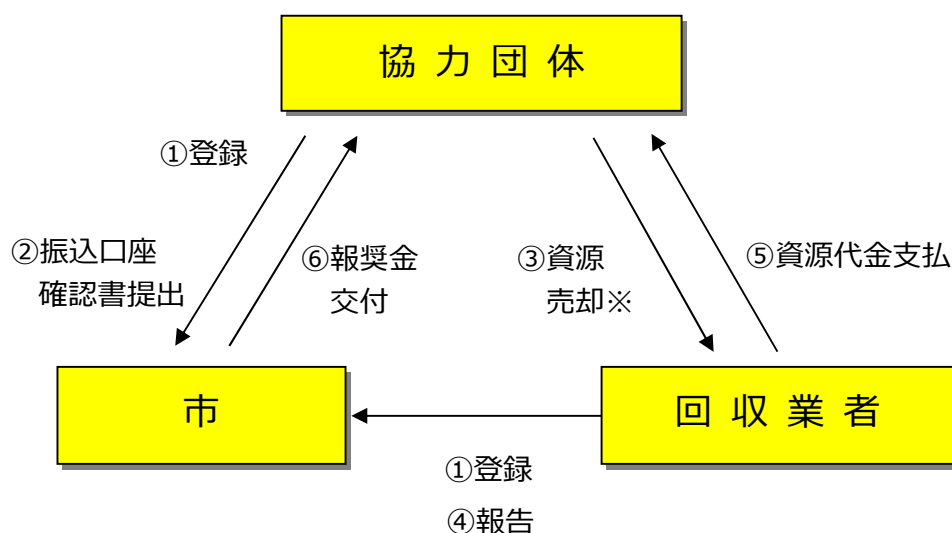 協力団体
①登録
②振込口座
確認書提出
⑥報奨金
交付
③資源
売却※
⑤資源代金支払
市
回収業者
①登録
④報告